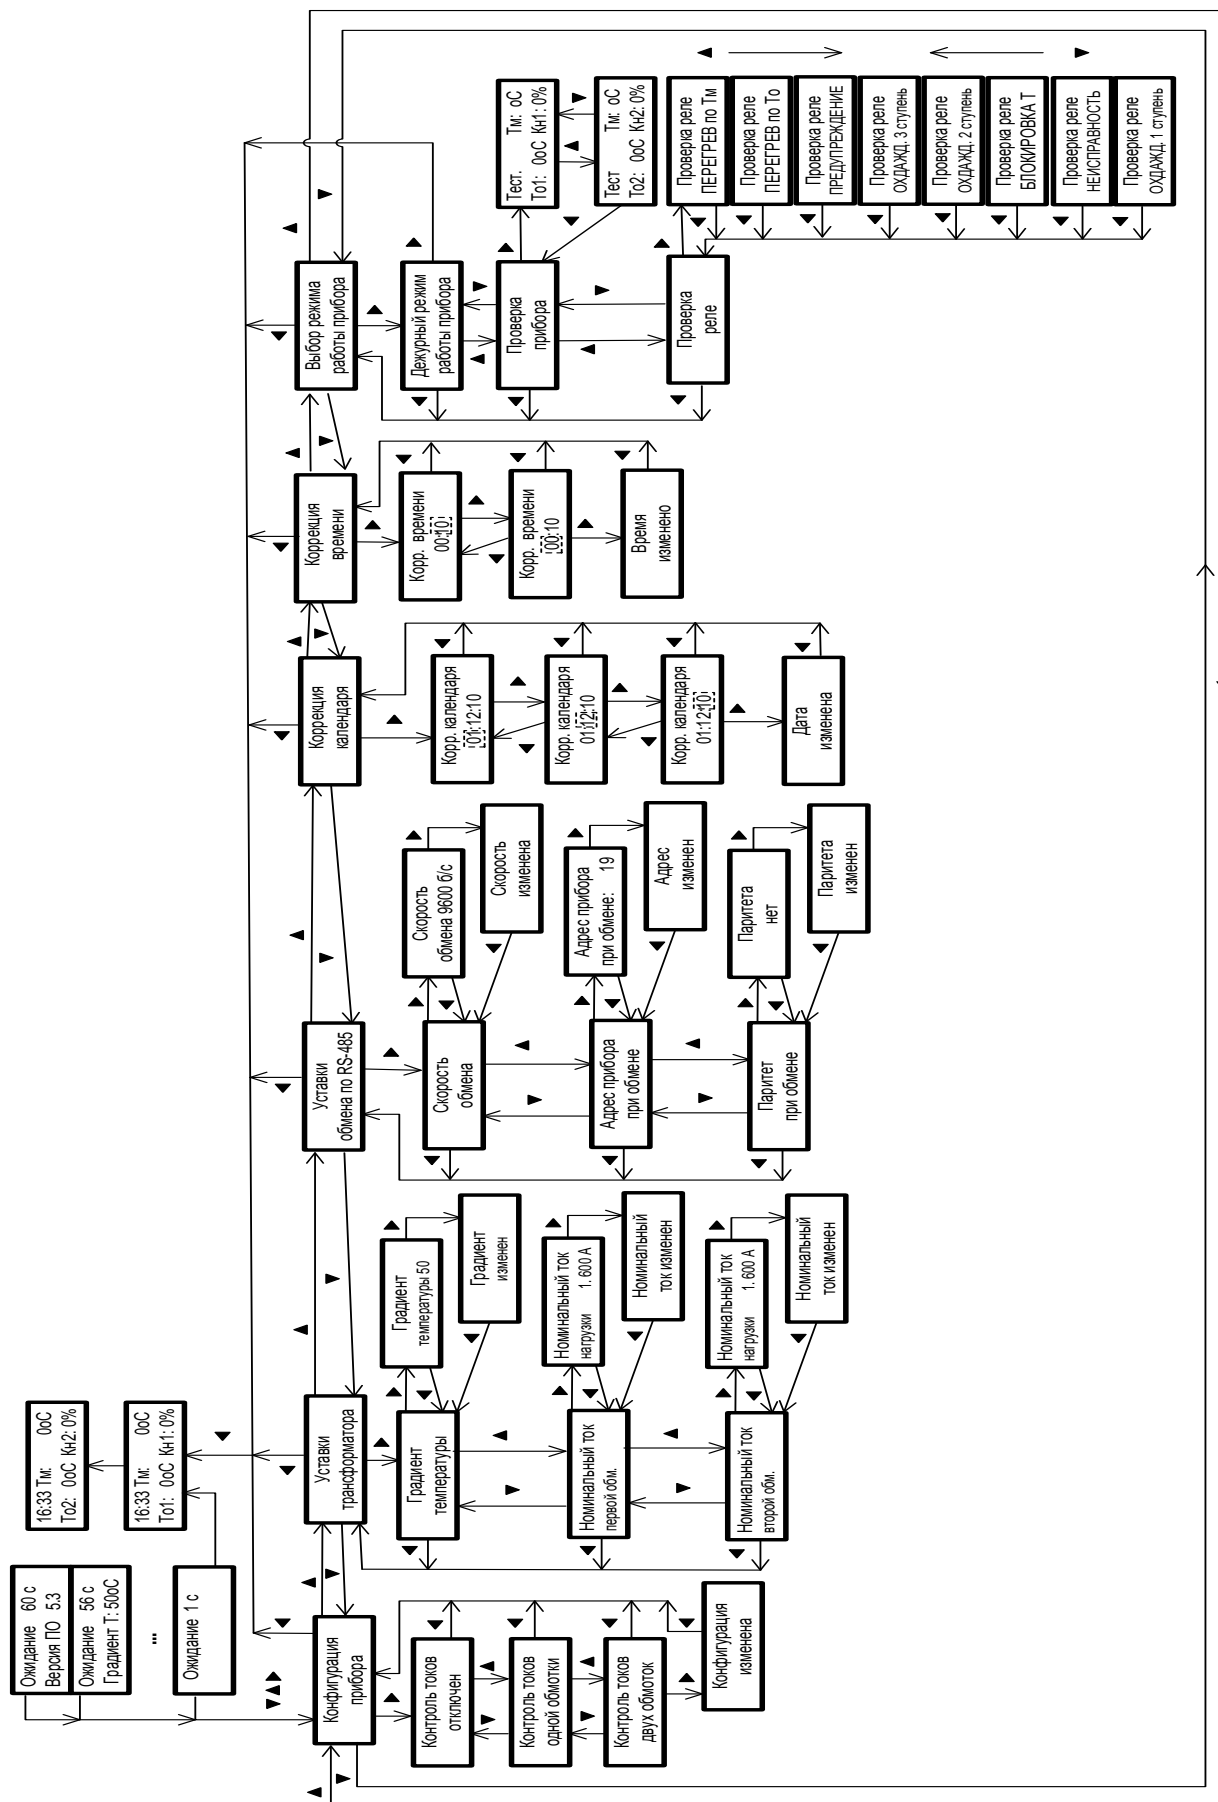 Ожидание 60 с
Версия ПО 5.3
Ожидание 56 с
Градиент Т: 50оС
...
Ожидание 1 с
16:33 Тм: 0оС
То2: 0оС Кн2: 0%
16:33 Тм: 0оС
То1: 0оС Кн1: 0%
Конфигурация
прибора
Контроль токов
отключен
Контроль токов
одной обмотки
Контроль токов
двух обмоток
Конфигурация
изменена
Уставки
трансформатора
Градиент
температуры
Градиент
температуры 50
Градиент
изменен
Номинальный ток
первой обм.
Номинальный ток
нагрузки 1. 600 А
Номинальный
ток изменен
Номинальный ток
второй обм.
Номинальный ток
нагрузки 1. 600 А
Номинальный
ток изменен
Уставки
обмена по RS-485
Скорость
обмена
Скорость
обмена 9600 б/с
Скорость
изменена
Адрес прибора
при обмене
Адрес прибора
при обмене: 19
Адрес
изменен
Паритет
при обмене
Паритета
нет
Паритета
изменен
Коррекция
календаря
Корр. календаря
01:12:10
Корр. календаря
01:12:10
Корр. календаря
01:12:10
Дата
изменена
Коррекция
времени
Корр. времени
00:10
Корр. времени
00:10
Время
изменено
Выбор режима
работы прибора
Дежурный режим
работы прибора
Проверка
прибора
Тест. Тм: оС
То1: 0оС Кн1: 0%
Тест Тм: оС
То2: 0оС Кн2: 0%
Проверка
реле
Проверка реле
ПЕРЕГРЕВ по Тм
Проверка реле
ПЕРЕГРЕВ по То
Проверка реле
ПРЕДУПРЕЖДЕНИЕ
Проверка реле
ОХДАЖД. 3 ступень
Проверка реле
ОХДАЖД. 2 ступень
Проверка реле
БЛОКИРОВКА Т
Проверка реле
НЕИСПРАВНОСТЬ
Проверка реле
ОХДАЖД. 1 ступень